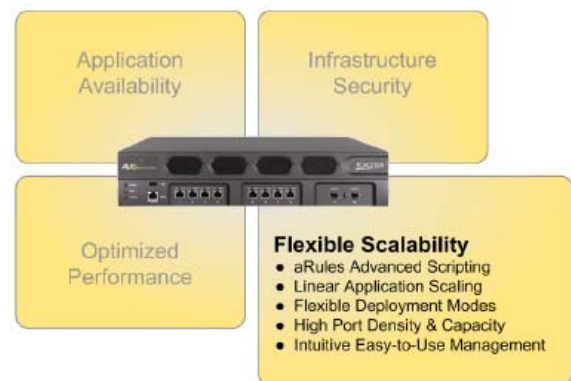 Application
Availability
Infrastructure
Security
Optimized
Performance
Flexible Scalability
● aRules Advanced Scripting
● Linear Application Scaling
● Flexible Deployment Modes
● High Port Density & Capacity
● Intuitive Easy-to-Use Management